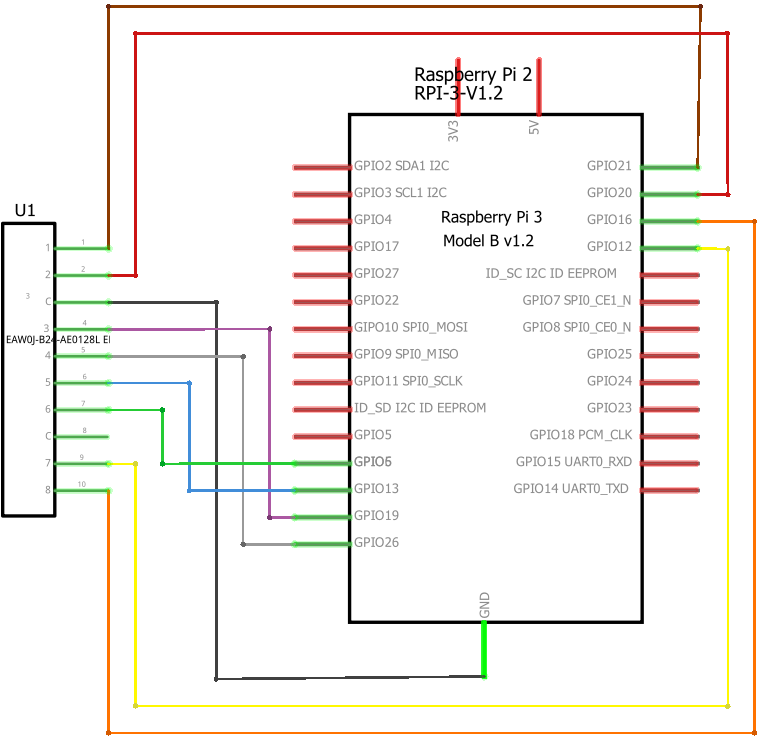 Raspberry Pi 2
RPI-3-V1.2
3V3
5V
U1
1 1
2 2
3 C
3 4
EAW0J-B24-AE0128L E
4 5
5 6
6 7
C 8
7 9
8 10
Raspberry Pi 3
Model B v1.2
GPIO2 SDA1 I2C
GPIO3 SCL1 I2C
GPIO4
GPIO17
GPIO27
GPIO22
GIPO10 SPI0_MOSI
GPIO9 SPI0_MISO
GPIO11 SPI0_SCLK
ID_SD I2C ID EEPROM
GPIO5
GPIO6
GPIO13
GPIO19
GPIO26
GPIO21
GPIO20
GPIO16
GPIO12
ID_SC I2C ID EEPROM
GPIO7 SPI0_CE1_N
GPIO8 SPI0_CE0_N
GPIO25
GPIO24
GPIO23
GPIO18 PCM_CLK
GPIO15 UART0_RXD
GPIO14 UART0_TXD
GND